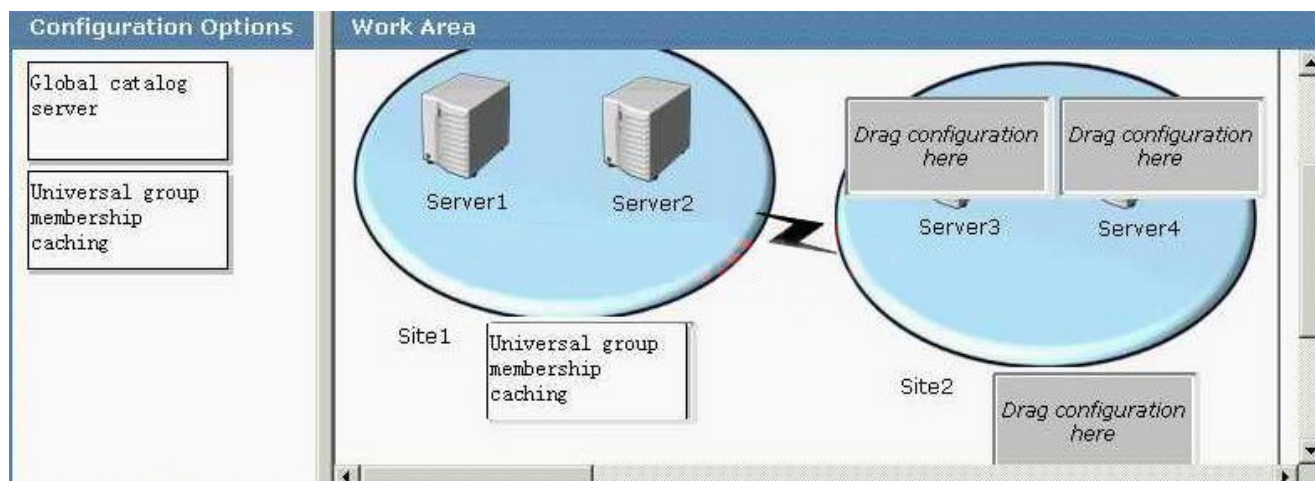 Configuration Options
Work Area
Global catalog
server
Universal group
membership
caching
Server1
Server2
Drag configuration
here
Drag configuration
here
Server3
Server4
Site1
Universal group
membership
caching
Site2
Drag configuration
here